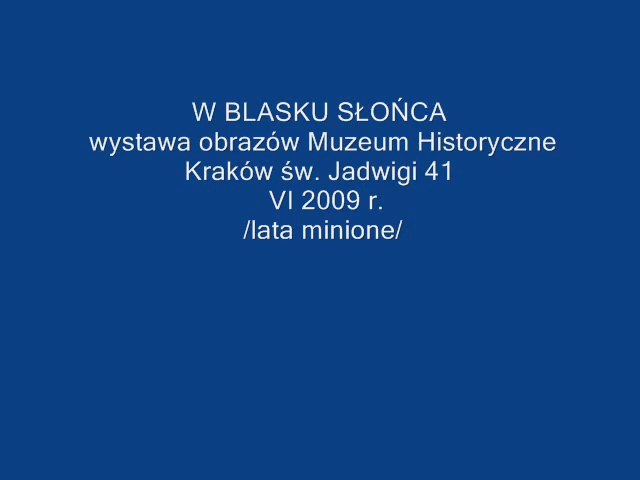 W BLASKU SŁOŃCA
wystawa obrazów Muzeum Historyczne
Kraków św. Jadwigi 41
VI 2009 r.
/lata minione/